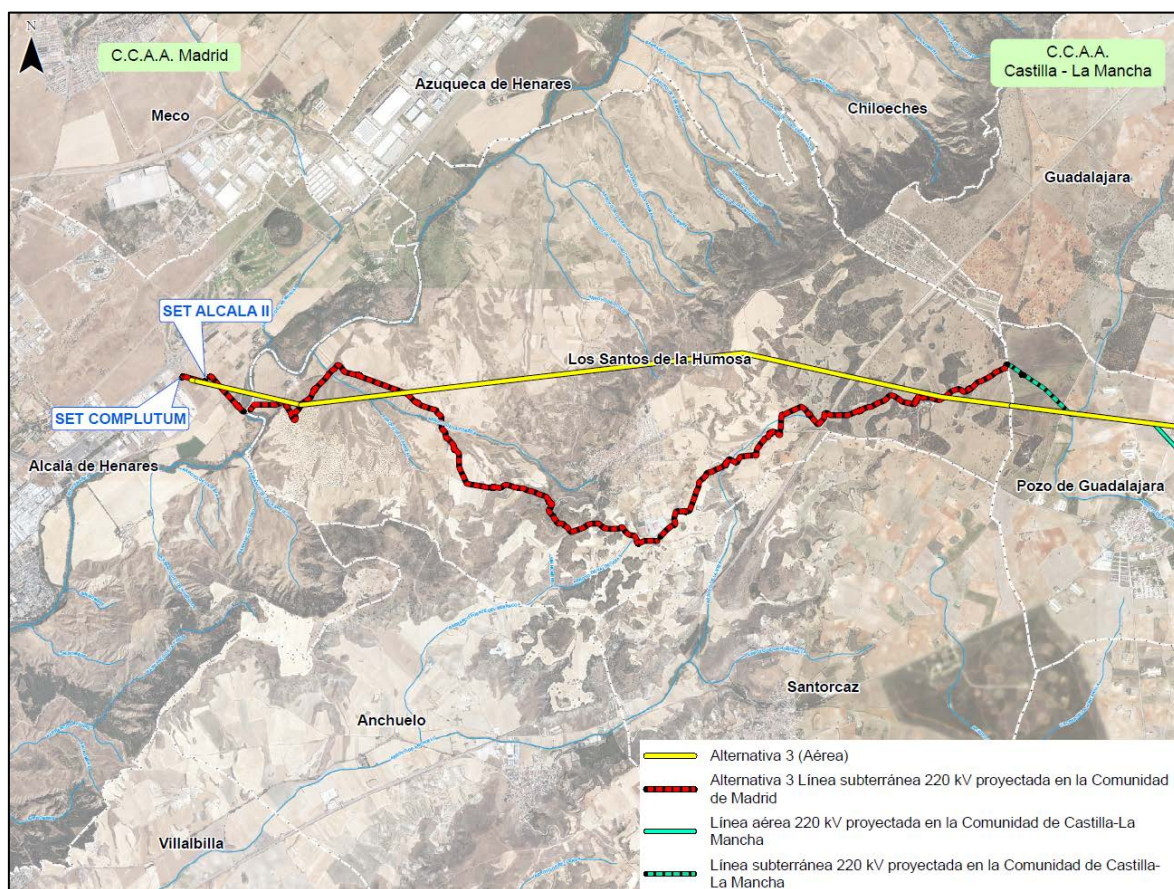 N
C.C.A.A. Madrid
C.C.A.A.
Castilla - La Mancha
Azuqueca de Henares
Meco
Chiloeches
Guadalajara
SET ALCALA II
Los Santos de la Humosa
SET COMPLUTUM
Alcalá de Henares
Pozo de Guadalajara
Santorcaz
Anchuelo
Villalbilla
Alternativa 3 (Aérea)
Alternativa 3 Línea subterránea 220 kV proyectada en la Comunidad
de Madrid
Línea aérea 220 kV proyectada en la Comunidad de Castilla-La
Mancha
Línea subterránea 220 kV proyectada en la Comunidad de Castilla-
La Mancha